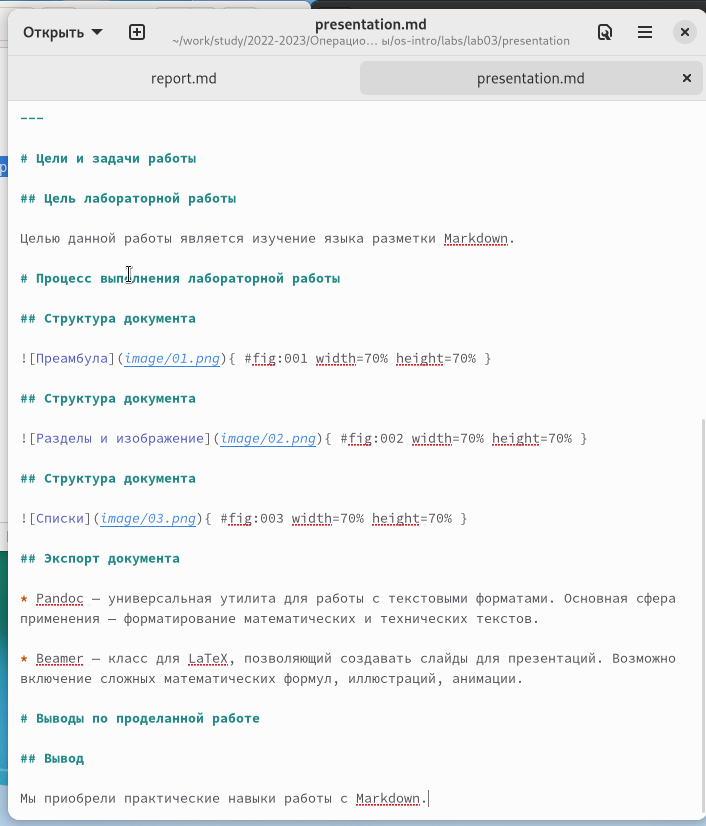 presentation.md
Открыть
~/work/study/2022-2023/Операцио... ы/os-intro/labs/lab03/presentation
report.md
presentation.md
---
# Цели и задачи работы
## Цель лабораторной работы
Целью данной работы является изучение языка разметки Markdown.
# Процесс выполнения лабораторной работы
## Структура документа
![Преамбула](image/01.png){ #fig:001 width=70% height=70% }
## Структура документа
![Разделы и изображение](image/02.png){ #fig:002 width=70% height=70% }
## Структура документа
![Списки](image/03.png){ #fig:003 width=70% height=70% }
## Экспорт документа
* Pandoc — универсальная утилита для работы с текстовыми форматами. Основная сфера
применения — форматирование математических и технических текстов.
* Beamer — класс для LaTeX, позволяющий создавать слайды для презентаций. Возможно
включение сложных математических формул, иллюстраций, анимации.
# Выводы по проделанной работе
## Вывод
Мы приобрели практические навыки работы с Markdown.